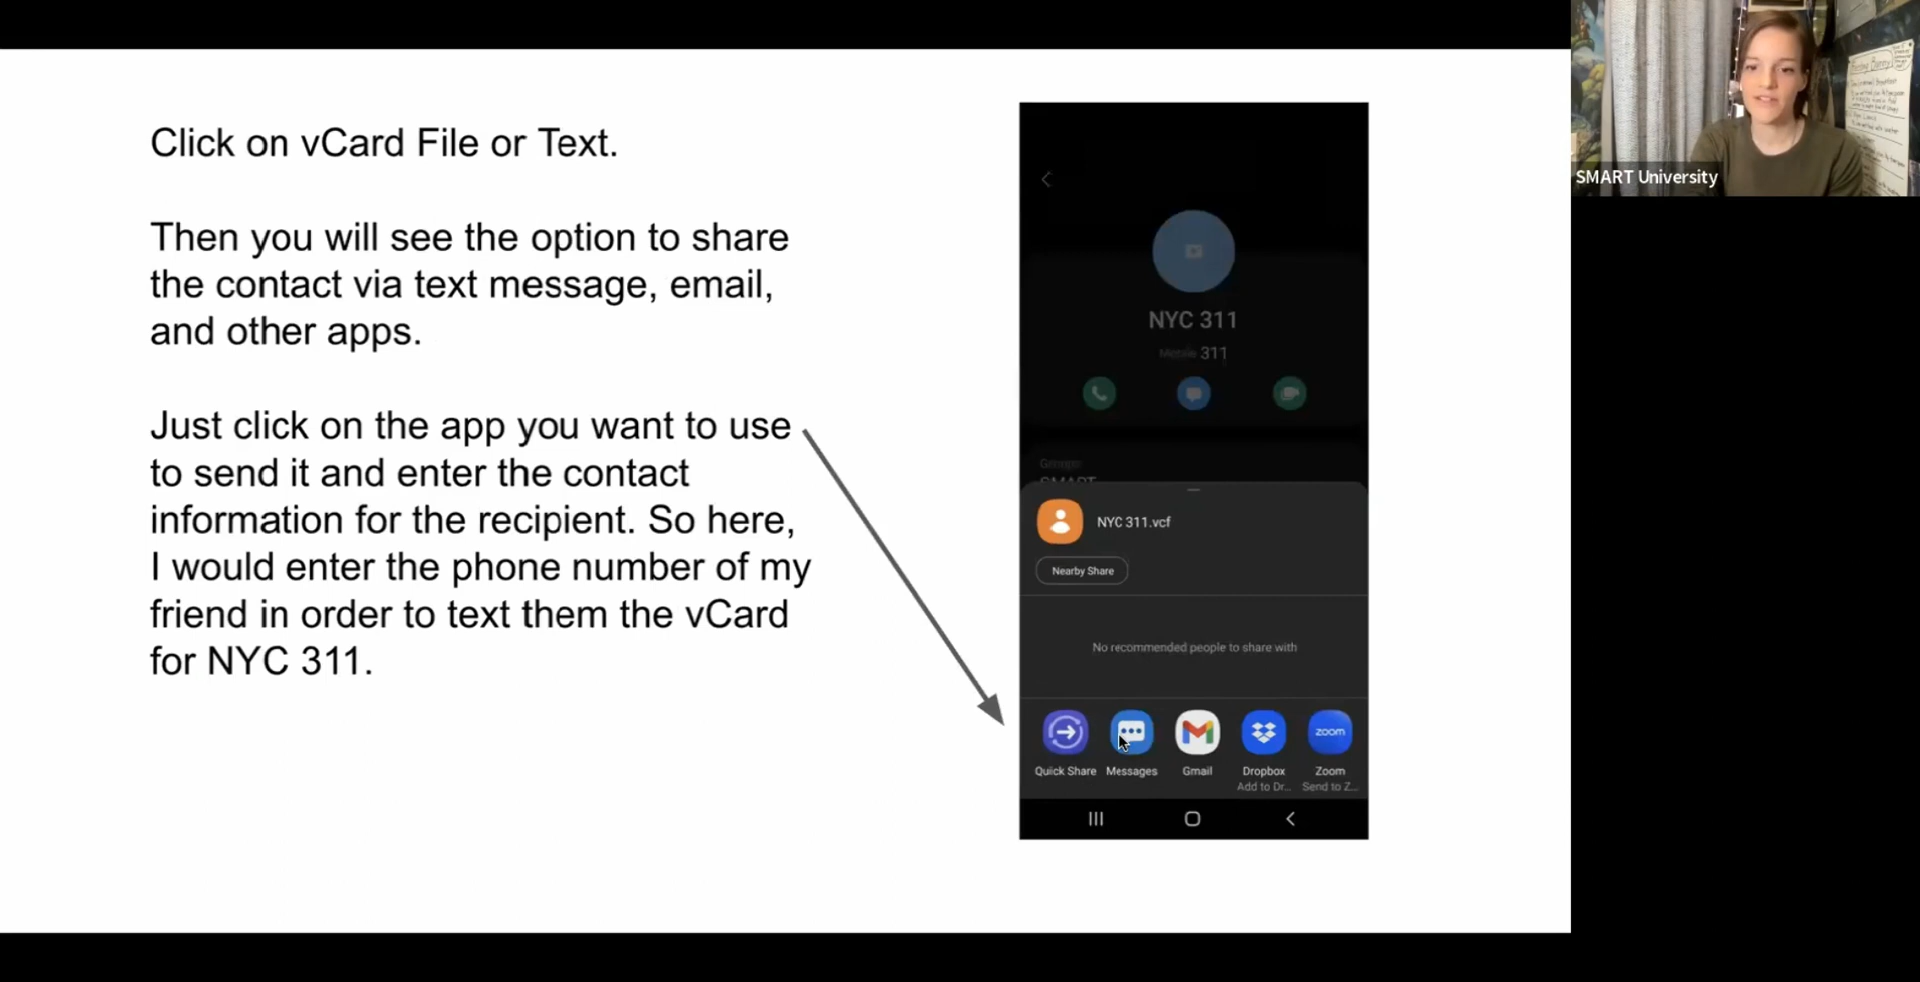 Click on vCard File or Text.
Then you will see the option to share
the contact via text message, email,
and other apps.
Just click on the app you want to use
to send it and enter the contact
information for the recipient. So here,
I would enter the phone number of my
friend in order to text them the vCard
for NYC 311.
NYC 311
Mobile 311
Groups
SMART
NYC 311.vcf
Nearby Share
No recommended people to share with
Quick Share Messages Gmail Dropbox Zoom
Add to Dr... Send to Z...
zoom
SMART University